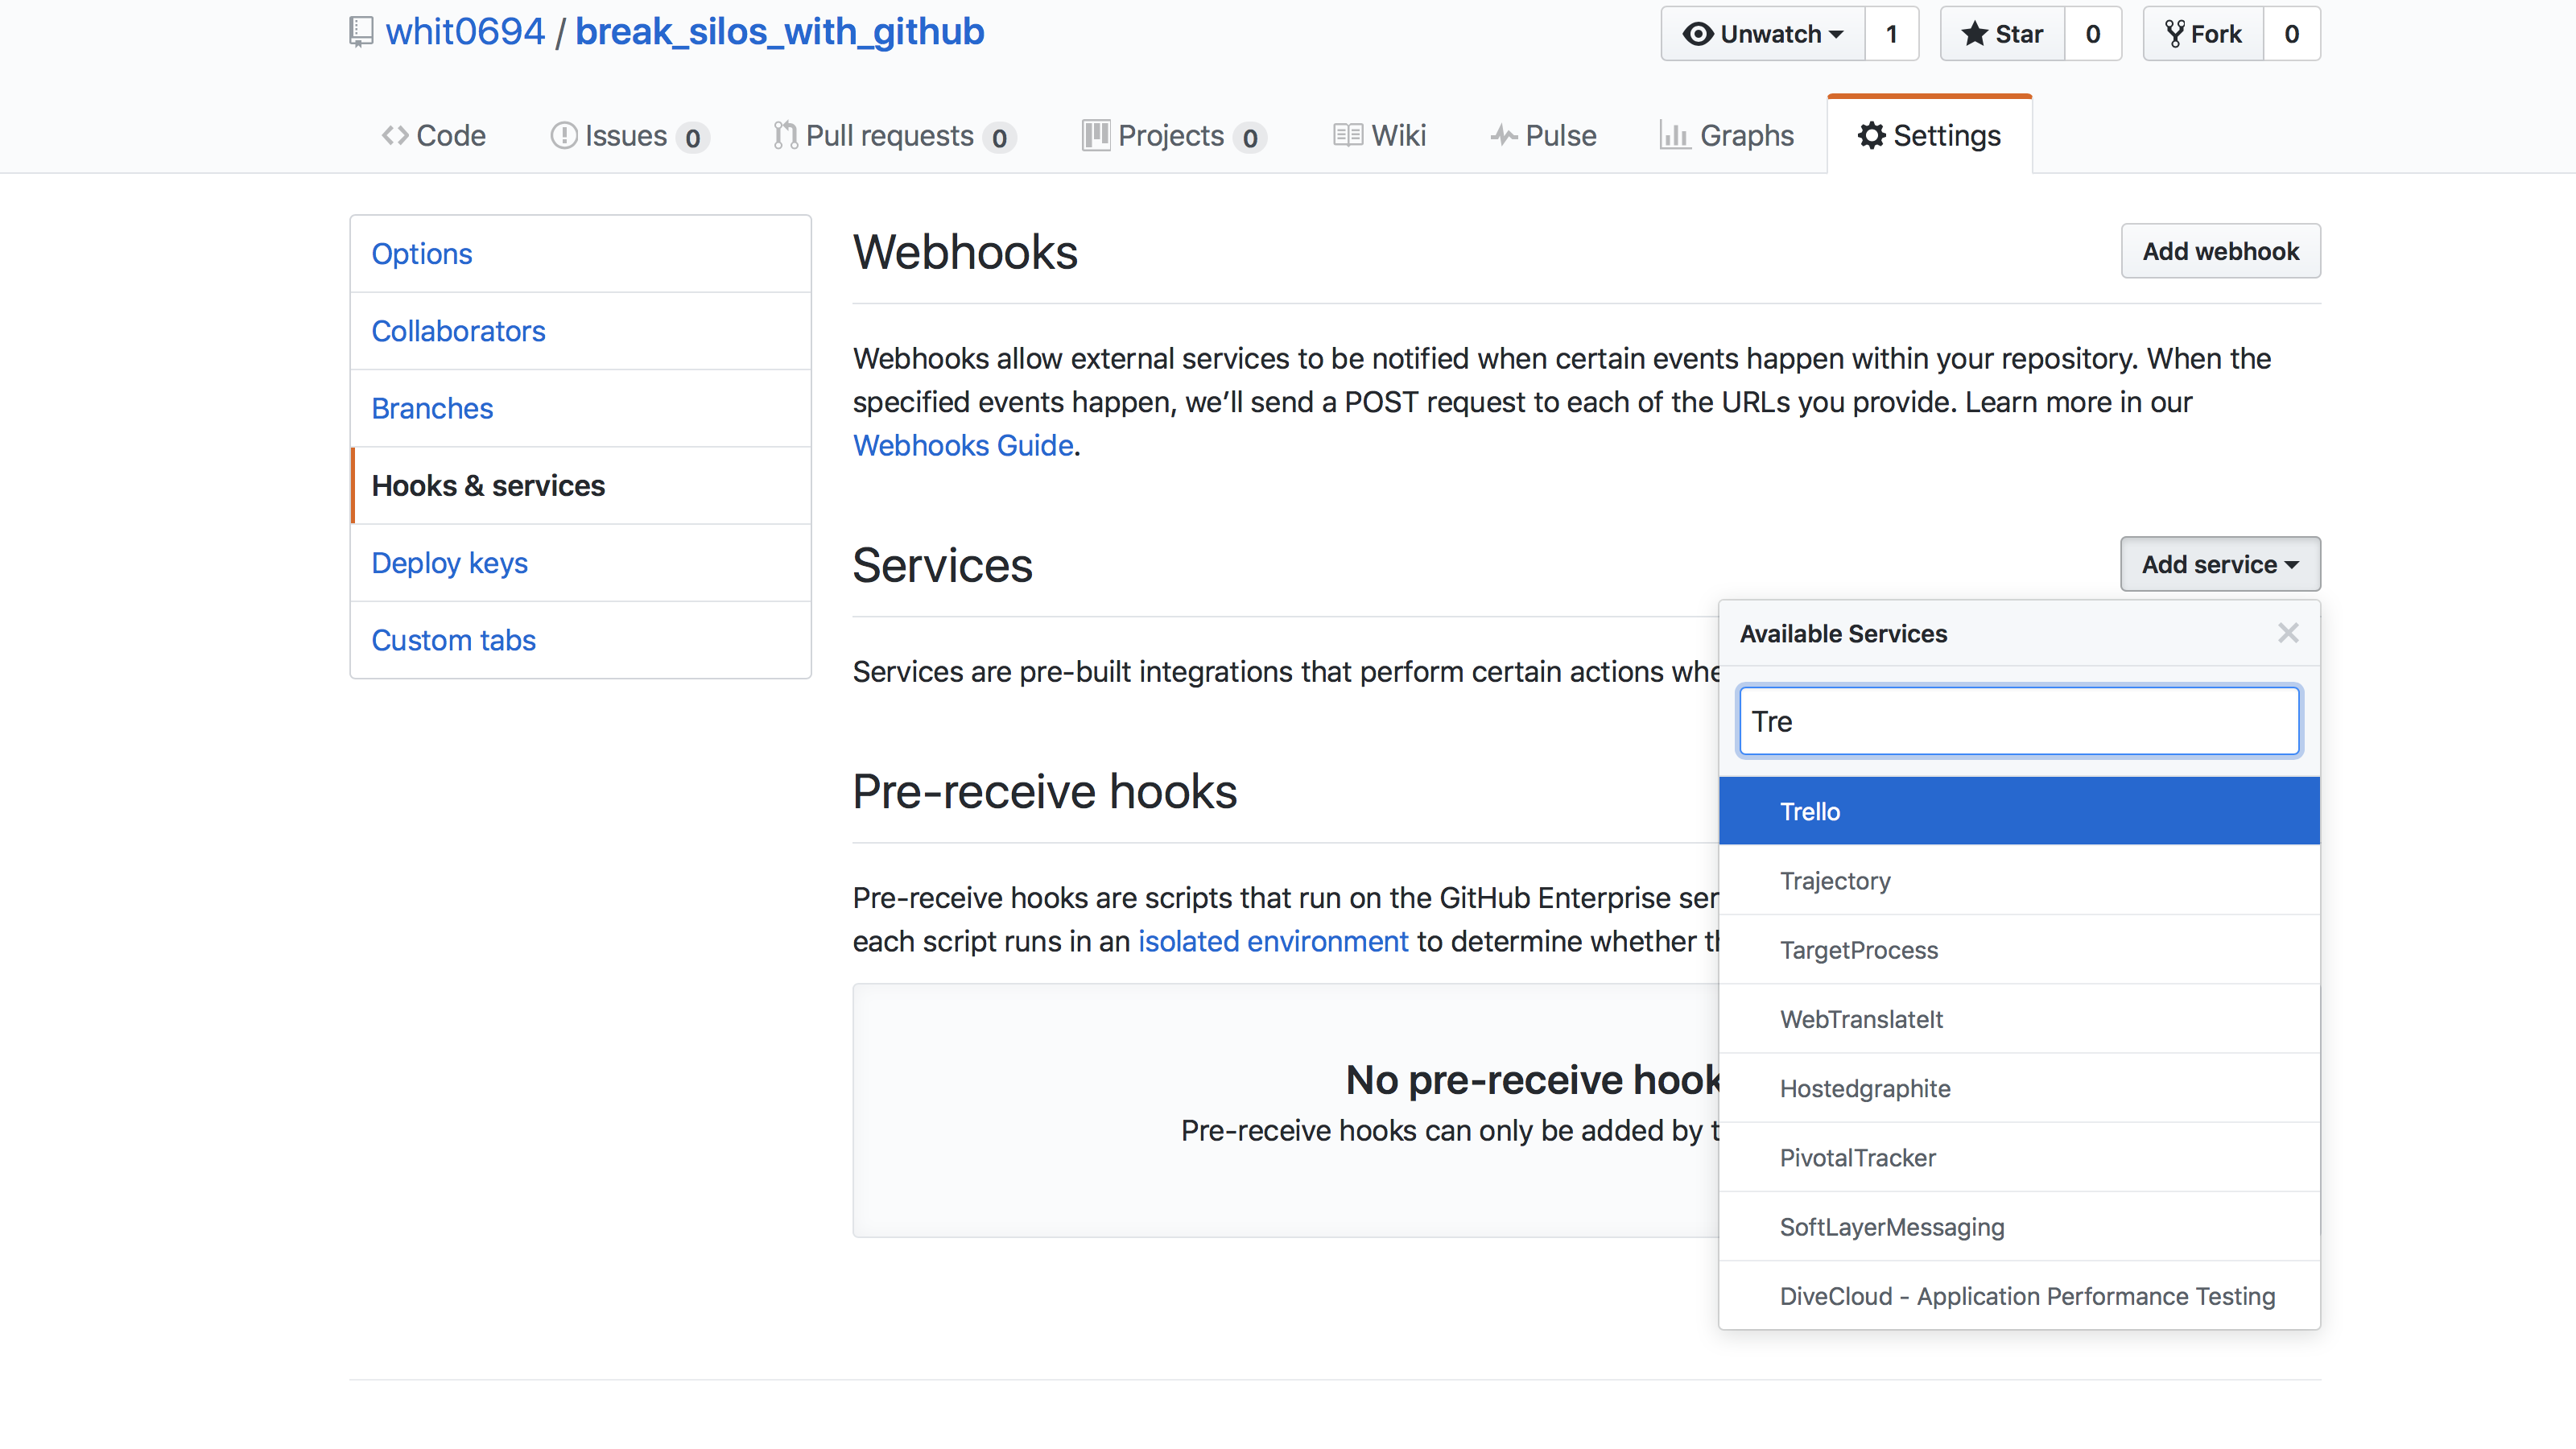 whit0694 / break_silos_with_github
Unwatch 1 Star 0 Fork 0
Code Issues 0 Pull requests 0 Projects 0 Wiki Pulse Graphs Settings
Options
Collaborators
Branches
Hooks & services
Deploy keys
Custom tabs
Webhooks
Add webhook
Webhooks allow external services to be notified when certain events happen within your repository. When the
specified events happen, we’ll send a POST request to each of the URLs you provide. Learn more in our
Webhooks Guide.
Services
Add service
Services are pre-built integrations that perform certain actions whe
Pre-receive hooks
Pre-receive hooks are scripts that run on the GitHub Enterprise ser
each script runs in an isolated environment to determine whether th
No pre-receive hook
Pre-receive hooks can only be added by t
Available Services
Tre
Trello
Trajectory
TargetProcess
WebTranslateIt
Hostedgraphite
PivotalTracker
SoftLayerMessaging
DiveCloud - Application Performance Testing